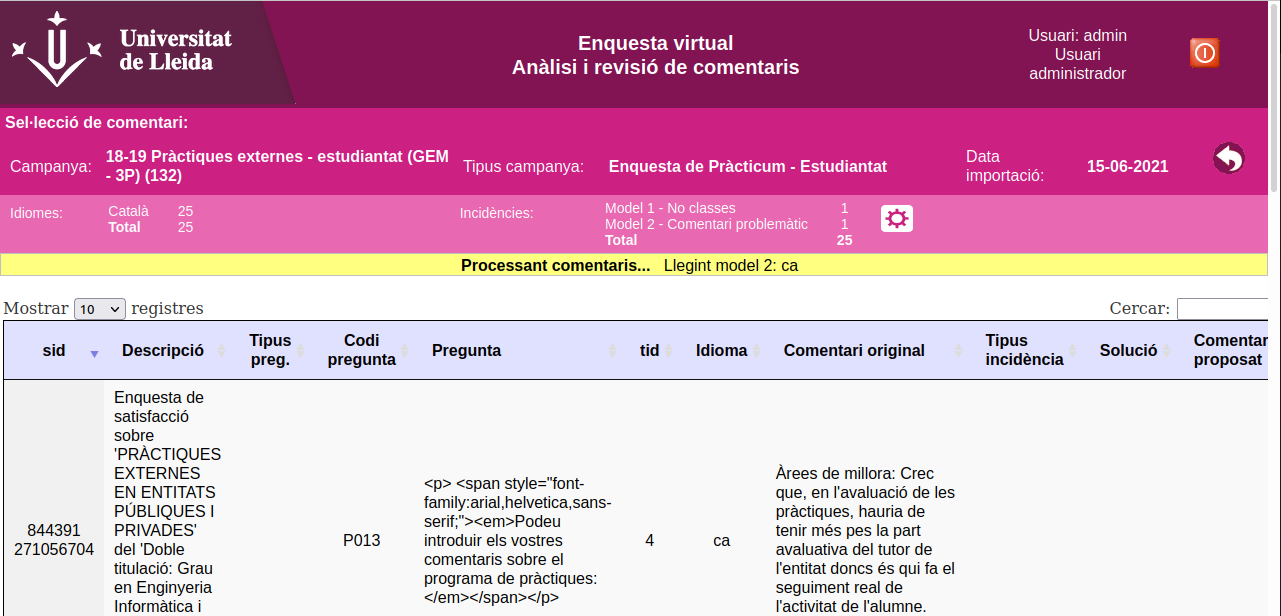 Universitat
de Lleida
Enquesta virtual
Anàlisi i revisió de comentaris
Usuari: admin
Usuari
administrador
Sel·lecció de comentari:
Campanya:
18-19 Pràctiques externes - estudiantat (GEM
- 3P) (132)
Tipus campanya:
Enquesta de Pràcticum - Estudiantat
Data
importació:
15-06-2021
Idiomes:
Català 25
Total 25
Incidències:
Model 1 - No classes 1
Model 2 - Comentari problemàtic 1
Total 25
Processant comentaris... Llegint model 2: ca
Mostrar 10 registres
Cercar:
sid
Descripció
Tipus
preg.
Codi
pregunta
Pregunta
tid
Idioma
Comentari original
Tipus
incidència
Solució
Comentar
proposat
844391
271056704
Enquesta de
satisfacció
sobre
'PRÀCTIQUES
EXTERNES
EN ENTITATS
PÚBLIQUES I
PRIVADES'
del 'Doble
titulació: Grau
en Enginyeria
Informàtica i
P013
<p> <span style="font-
family:arial,helvetica,sans-
serif;"><em>Podeu
introduir els vostres
comentaris sobre el
programa de pràctiques:
</em></span></p>
4
ca
Àrees de millora: Crec
que, en l'avaluació de les
pràctiques, hauria de
tenir més pes la part
avaluativa del tutor de
l'entitat doncs és qui fa el
seguiment real de
l'activitat de l'alumne.